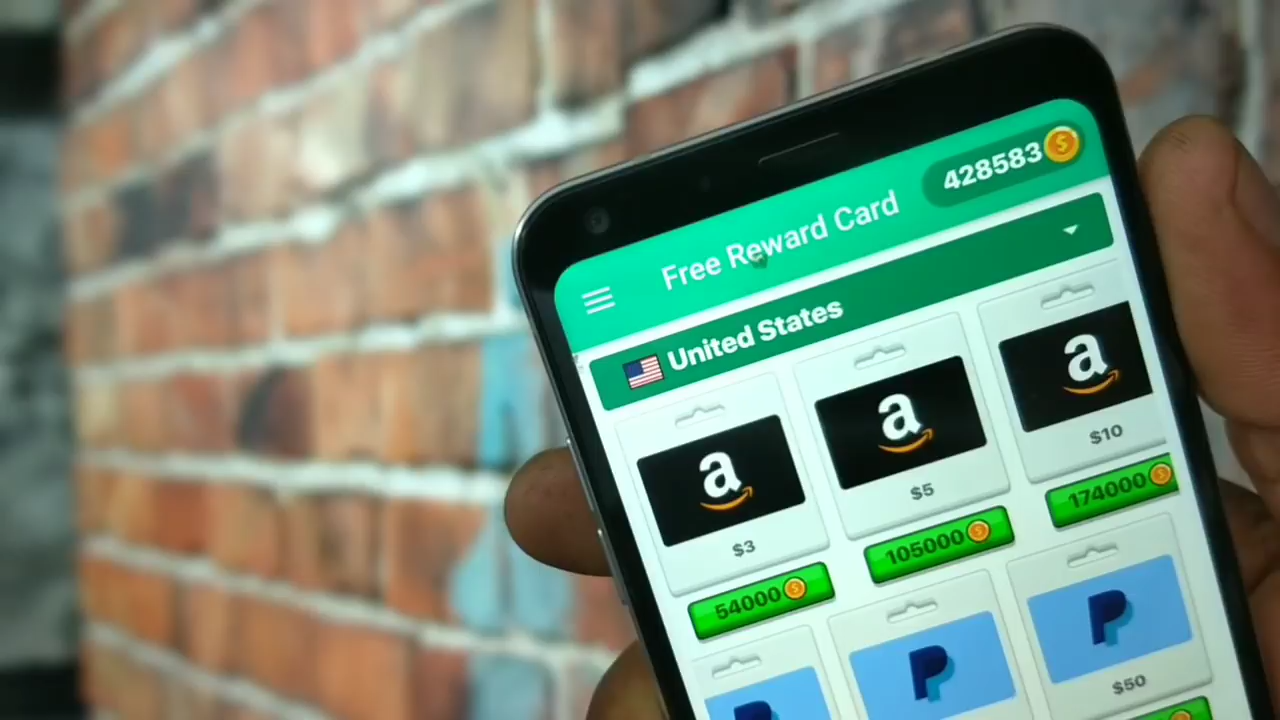 428583
Free Reward Card
United States
a
a
a
$3
$5
$10
54000
105000
174000
$50